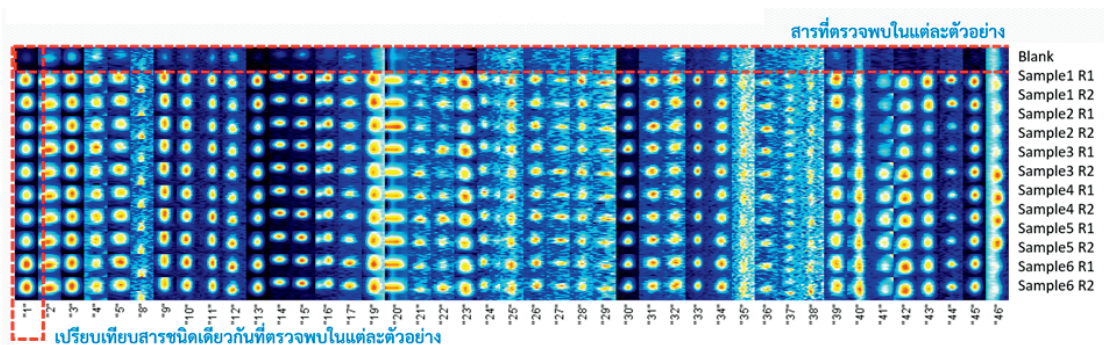 สารที่ตรวจพบในแต่ละตัวอย่าง
Blank
Sample1 R1
Sample1 R2
Sample2 R1
Sample2 R2
Sample3 R1
Sample3 R2
Sample4 R1
Sample4 R2
Sample5 R1
Sample5 R2
Sample6 R1
Sample6 R2
"1" "2" "3" "4" "5" "8" "9" "10" "11" "12" "13" "14" "15" "16" "17" "19" "20" "21" "22" "23" "24" "25" "26" "27" "28" "29" "30" "31" "32" "33" "34" "35" "36" "37" "38" "39" "40" "41" "42" "43" "44" "45" "46"
เปรียบเทียบสารชนิดเดียวกันที่ตรวจพบในแต่ละตัวอย่าง